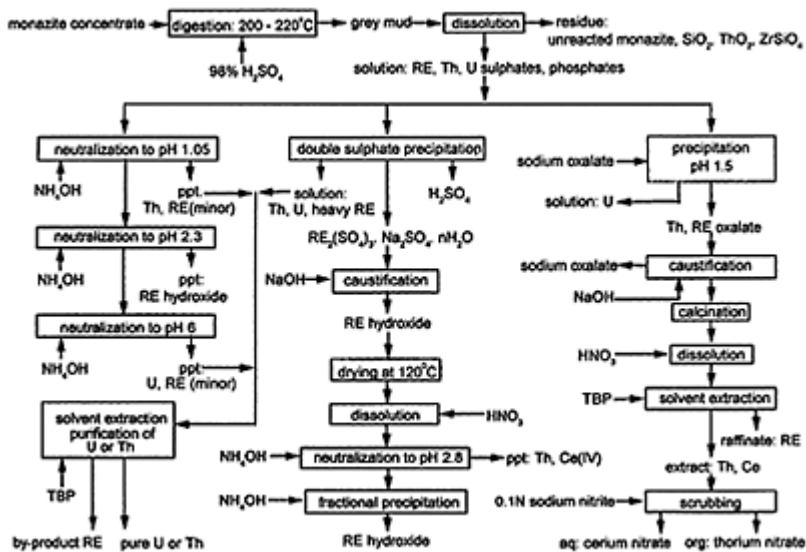 monazite concentrate
digestion: 200 - 220°C
grey mud
dissolution
residue:
unreacted monazite, SiO₂, ThO₂, ZrSiO₄
98% H₂SO₄
solution: RE, Th, U sulphates, phosphates
neutralization to pH 1.05
NH₄OH
ppt.
Th, RE(minor)
neutralization to pH 2.3
NH₄OH
ppt:
RE hydroxide
neutralization to pH 6
NH₄OH
ppt:
U, RE (minor)
solvent extraction
purification of
U or Th
TBP
by-product RE
pure U or Th
double sulphate precipitation
solution:
Th, U, heavy RE
H₂SO₄
RE₂(SO₄)₃. Na₂SO₄. nH₂O
NaOH
caustification
RE hydroxide
drying at 120°C
dissolution
HNO₃
NH₄OH
neutralization to pH 2.8
ppt: Th, Ce(IV)
NH₄OH
fractional precipitation
RE hydroxide
sodium oxalate
precipitation
pH 1.5
solution: U
Th, RE oxalate
sodium oxalate
caustification
NaOH
calcination
HNO₃
dissolution
TBP
solvent extraction
raffinate: RE
extract: Th, Ce
0.1N sodium nitrite
scrubbing
aq: cerium nitrate
org: thorium nitrate